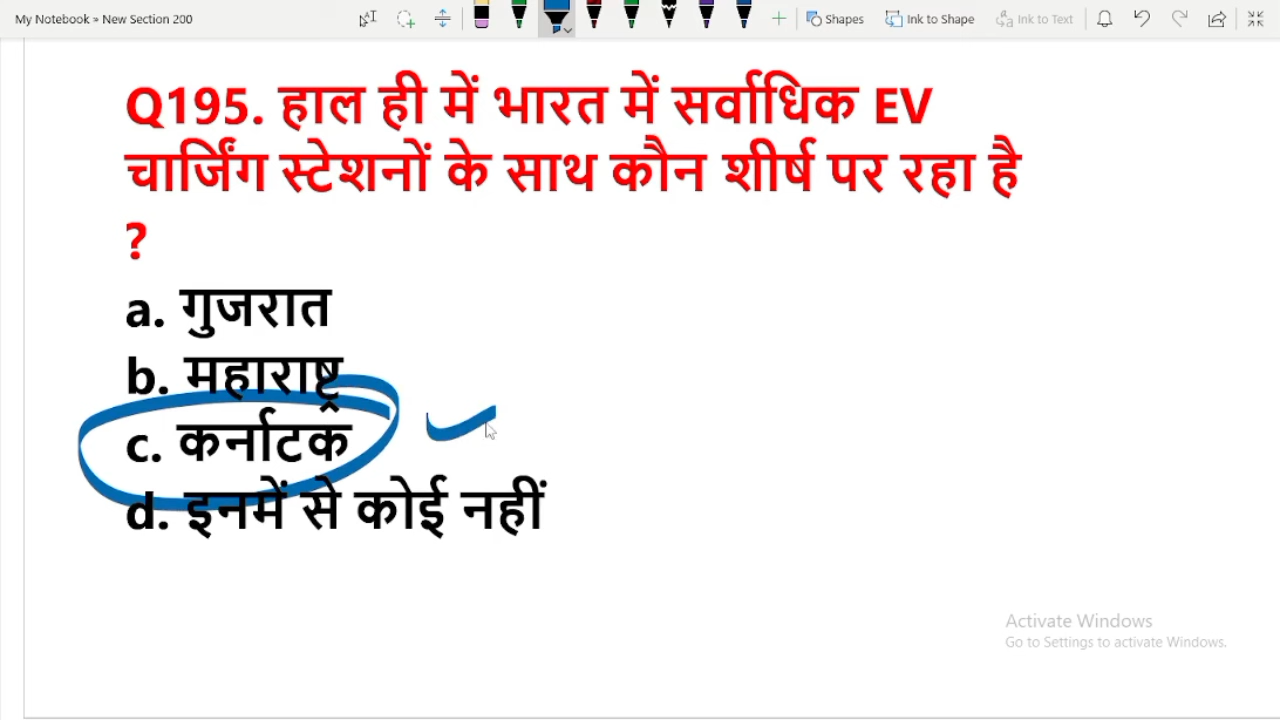 My Notebook » New Section 200
Shapes
Ink to Shape
Ink to Text
Q195. हाल ही में भारत में सर्वाधिक EV
चार्जिंग स्टेशनों के साथ कौन शीर्ष पर रहा है
?
a. गुजरात
b. महाराष्ट्र
c. कर्नाटक
d. इनमें से कोई नहीं
Activate Windows
Go to Settings to activate Windows.